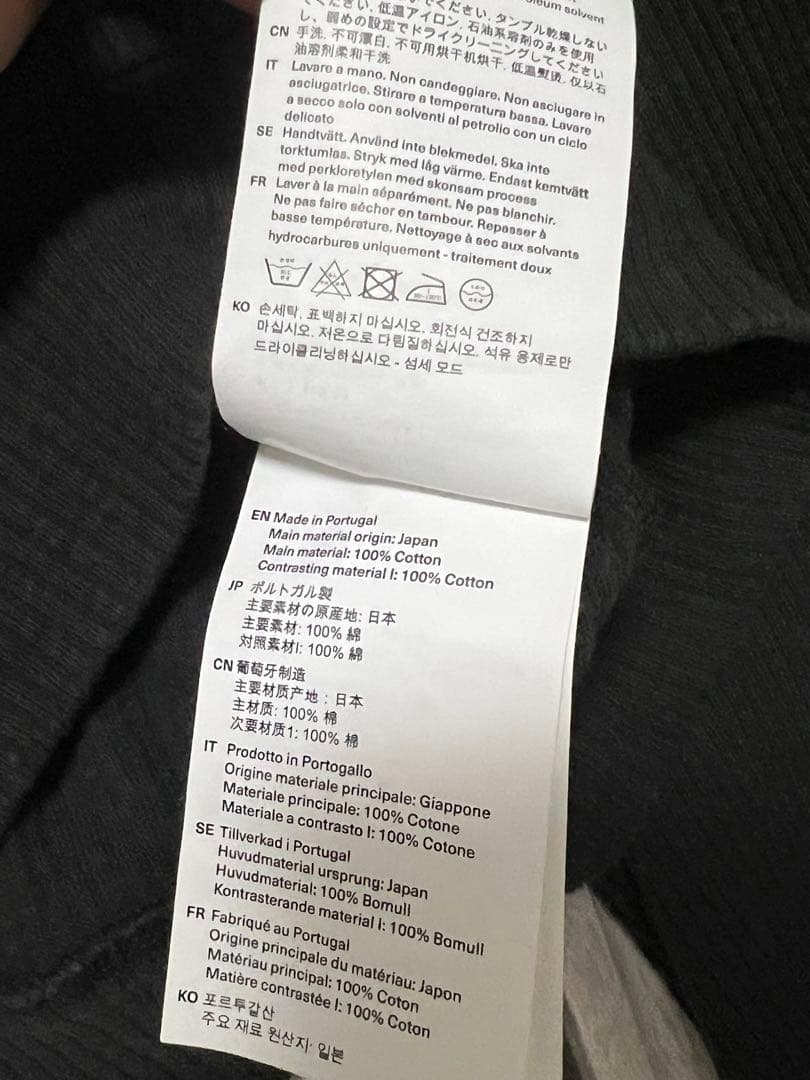 oleum solvent
ください. タンブル乾燥しない
ください, 低温アイロン, 石油系溶剤のみを使用
し、弱めの設定でドライクリーニングしてください
CN 手洗, 不可漂白, 不可用烘干机烘干, 低温熨烫, 仅以石
油溶剂柔和干洗
IT Lavare a mano. Non candeggiare. Non asciugare in
asciugatrice. Stirare a temperatura bassa. Lavare
a secco solo con solventi al petrolio con un ciclo
delicato
SE Handtvätt. Använd inte blekmedel. Ska inte
torktumlas. Stryk med låg värme. Endast kemtvätt
med perkloretylen med skonsam process
FR Laver à la main séparément. Ne pas blanchir.
Ne pas faire sécher en tambour. Repasser à
basse température. Nettoyage à sec aux solvants
hydrocarbures uniquement - traitement doux
KO 손세탁. 표백하지 마십시오. 회전식 건조하지
마십시오. 저온으로 다림질하십시오. 석유 용제로만
드라이클리닝하십시오 - 섬세 모드
EN Made in Portugal
Main material origin: Japan
Main material: 100% Cotton
Contrasting material I: 100% Cotton
JP ポルトガル製
主要素材の原産地: 日本
主要素材: 100% 綿
対照素材I: 100% 綿
CN 葡萄牙制造
主要材质产地：日本
主材质: 100% 棉
次要材质1: 100% 棉
IT Prodotto in Portogallo
Origine materiale principale: Giappone
Materiale principale: 100% Cotone
Materiale a contrasto I: 100% Cotone
SE Tillverkad i Portugal
Huvudmaterial ursprung: Japan
Huvudmaterial: 100% Bomull
Kontrasterande material I: 100% Bomull
FR Fabriqué au Portugal
Origine principale du matériau: Japon
Matériau principal: 100% Coton
Matière contrastée I: 100% Coton
KO 포르투갈산
주요 재료 원산지: 일본